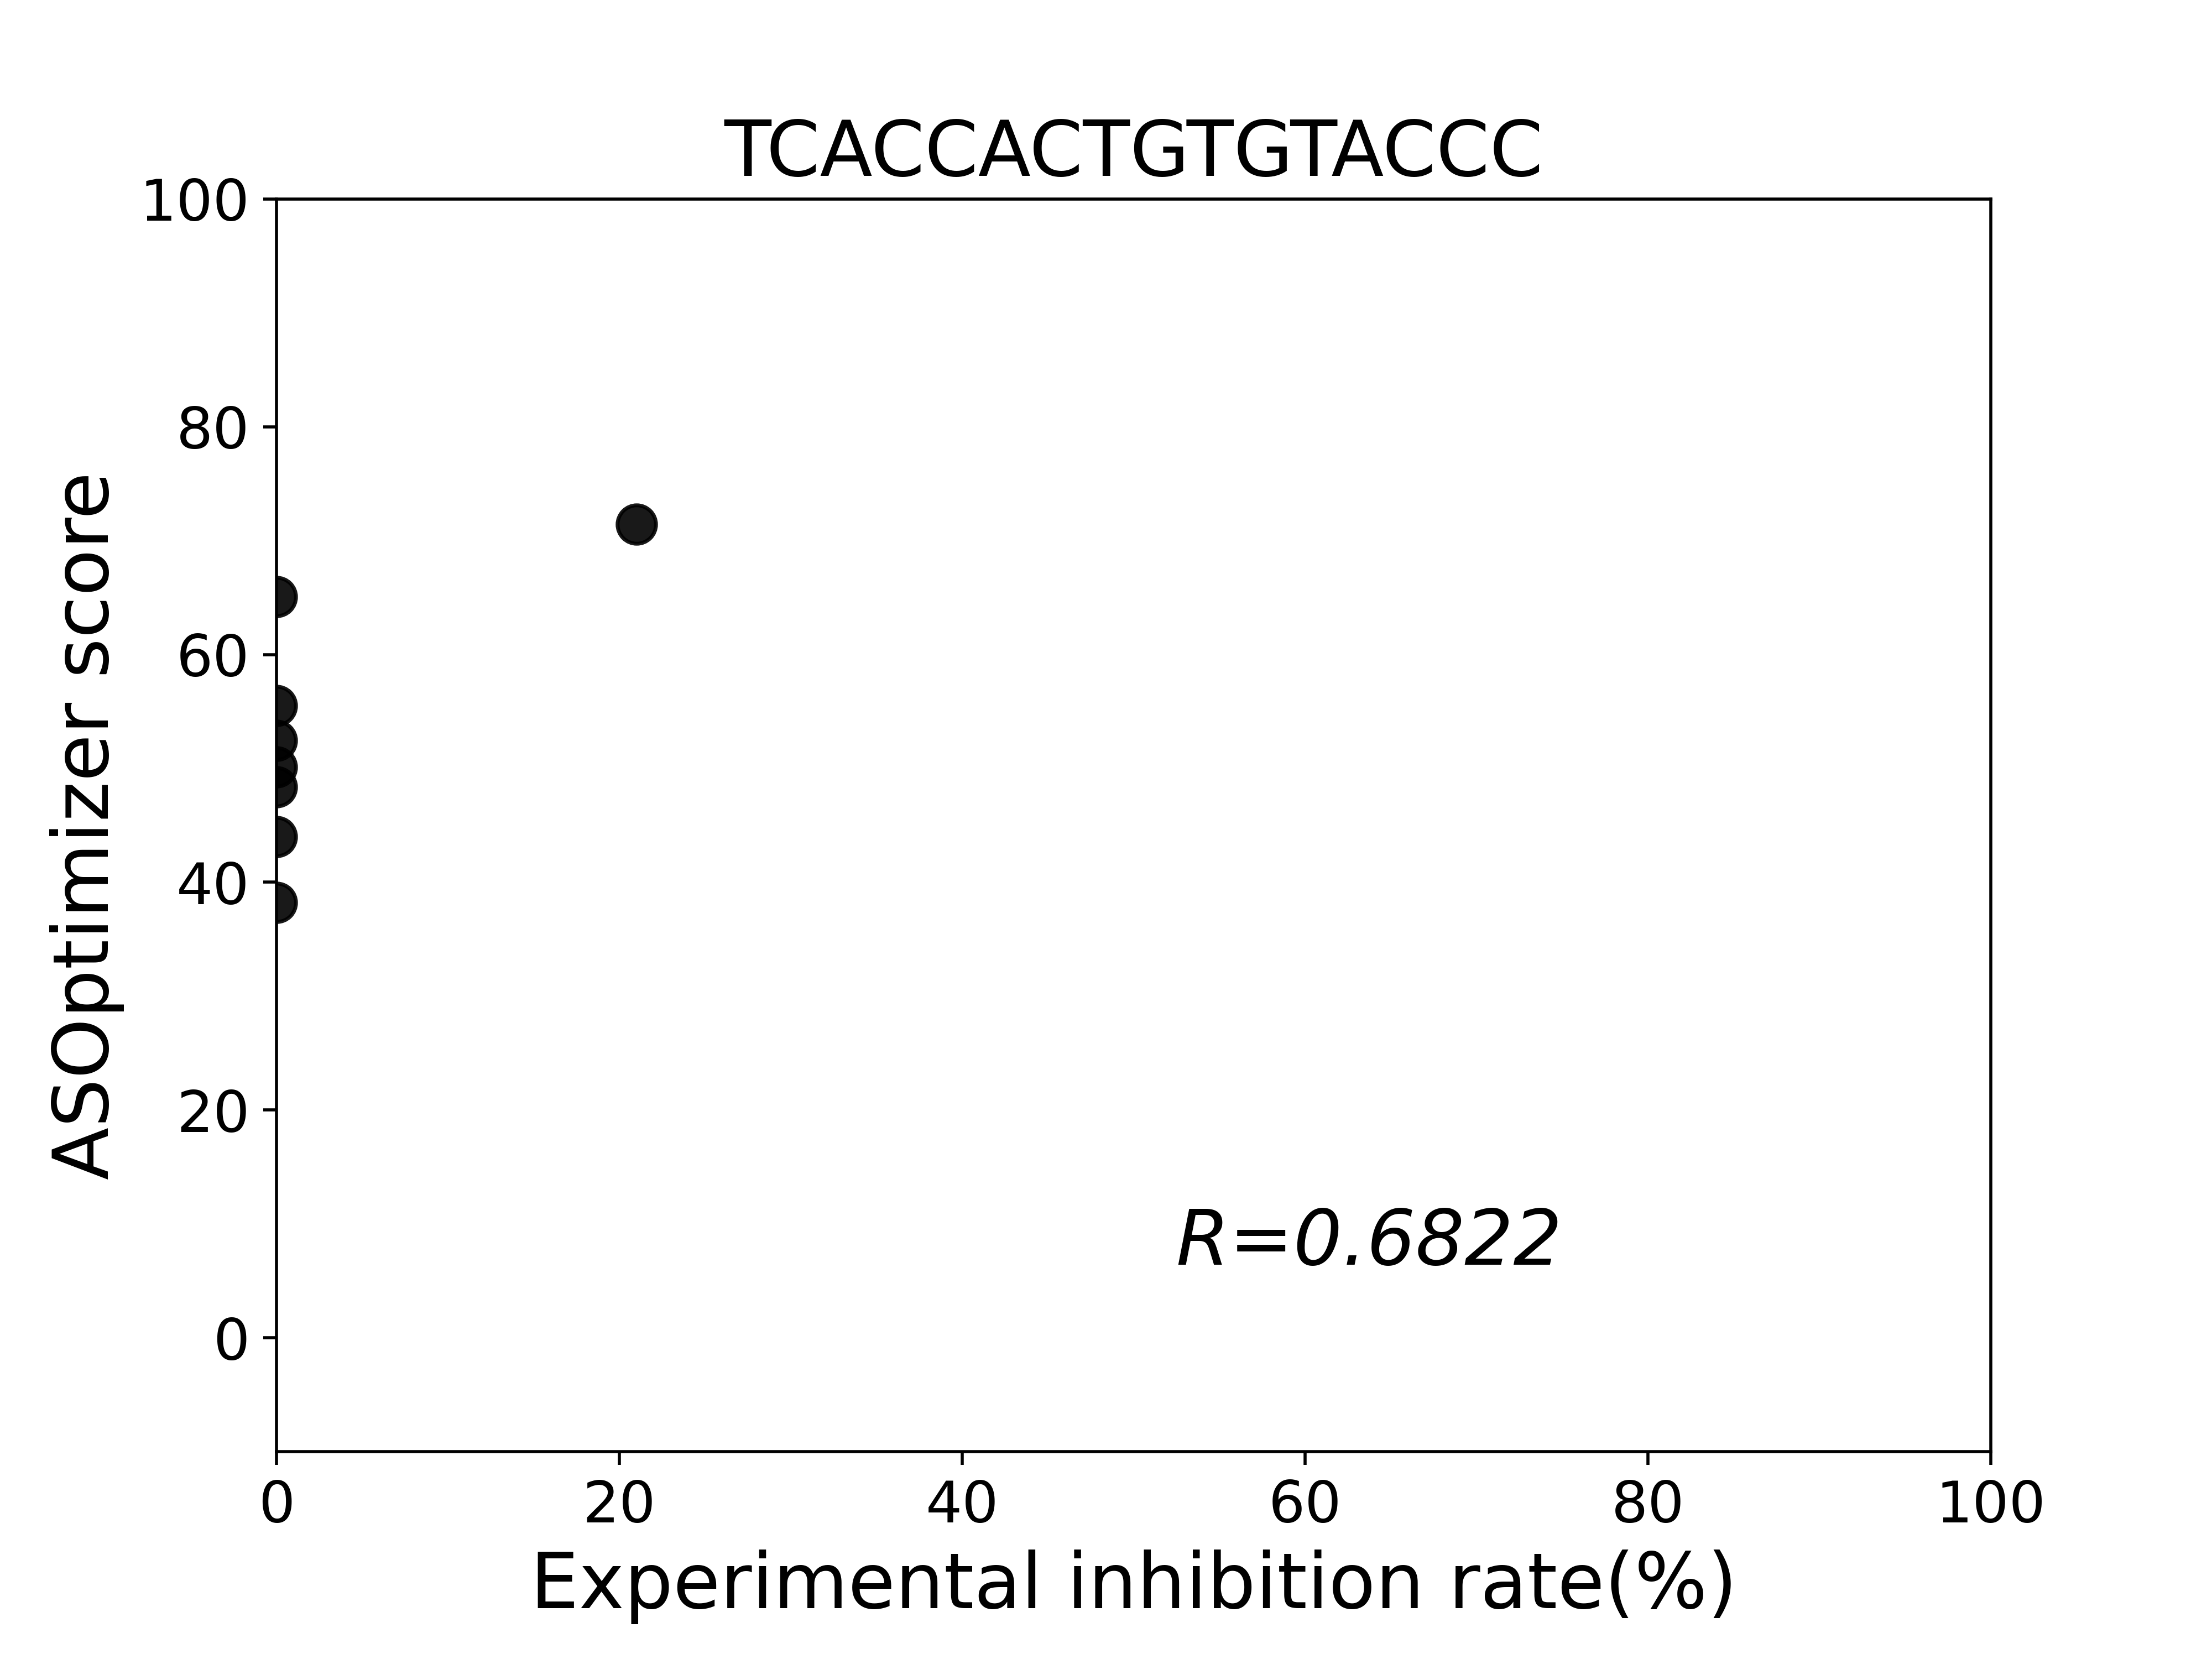 TCACCACTGTGTACCC
100
80
60
40
20
0
ASOptimizer score
R=0.6822
0 20 40 60 80 100
Experimental inhibition rate(%)